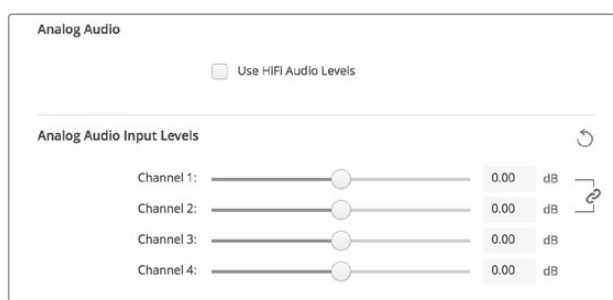 Analog Audio
Use HiFi Audio Levels
Analog Audio Input Levels
Channel 1: 0.00 dB
Channel 2: 0.00 dB
Channel 3: 0.00 dB
Channel 4: 0.00 dB